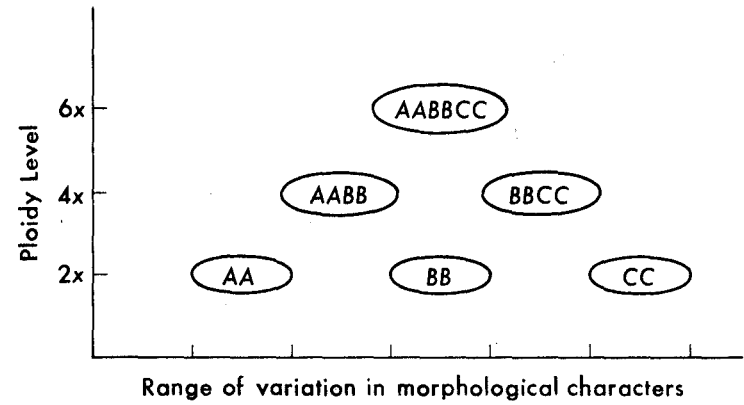 Ploidy Level
6x
AABBCC
4x
AABB
BBCC
2x
AA
BB
CC
Range of variation in morphological characters